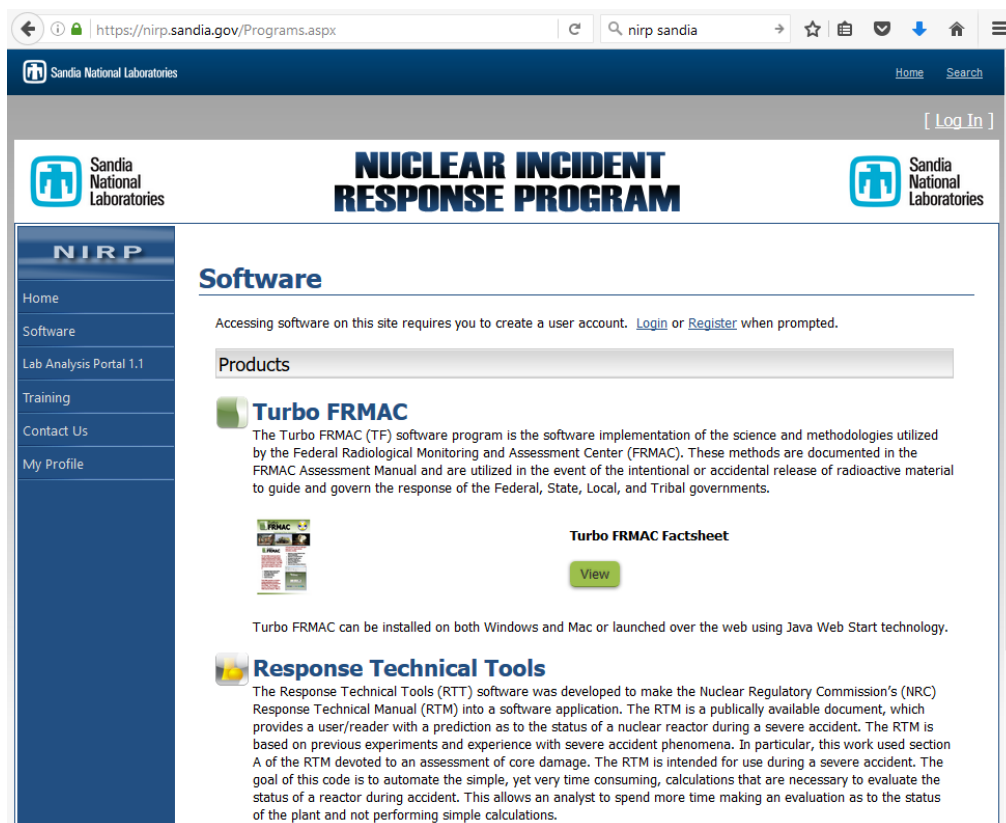 https://nirp.sandia.gov/Programs.aspx
nirp sandia
Sandia National Laboratories
Home Search
[ Log In ]
Sandia
National
Laboratories
NUCLEAR INCIDENT
RESPONSE PROGRAM
Sandia
National
Laboratories
NIRP
Home
Software
Lab Analysis Portal 1.1
Training
Contact Us
My Profile
Software
Accessing software on this site requires you to create a user account. Login or Register when prompted.
Products
Turbo FRMAC
The Turbo FRMAC (TF) software program is the software implementation of the science and methodologies utilized
by the Federal Radiological Monitoring and Assessment Center (FRMAC). These methods are documented in the
FRMAC Assessment Manual and are utilized in the event of the intentional or accidental release of radioactive material
to guide and govern the response of the Federal, State, Local, and Tribal governments.
FRMAC
Turbo FRMAC Factsheet
View
Turbo FRMAC can be installed on both Windows and Mac or launched over the web using Java Web Start technology.
Response Technical Tools
The Response Technical Tools (RTT) software was developed to make the Nuclear Regulatory Commission's (NRC)
Response Technical Manual (RTM) into a software application. The RTM is a publically available document, which
provides a user/reader with a prediction as to the status of a nuclear reactor during a severe accident. The RTM is
based on previous experiments and experience with severe accident phenomena. In particular, this work used section
A of the RTM devoted to an assessment of core damage. The RTM is intended for use during a severe accident. The
goal of this code is to automate the simple, yet very time consuming, calculations that are necessary to evaluate the
status of a reactor during accident. This allows an analyst to spend more time making an evaluation as to the status
of the plant and not performing simple calculations.